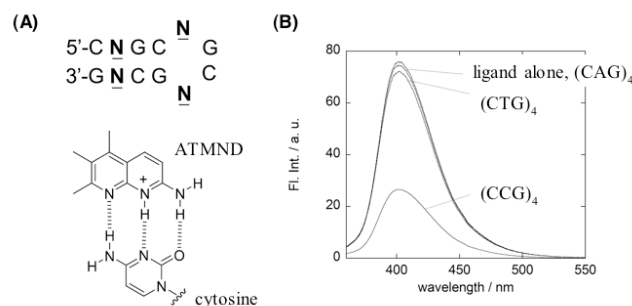 (A)
N
5'-C N G C G
3'-G N C G C
N
ATMND
N + N N H
H H H
H
N N O
H N
cytosine
(B)
80
60
40
20
0
Fl. Int. / a. u.
ligand alone, (CAG)4
(CTG)4
(CCG)4
400 450 500 550
wavelength / nm